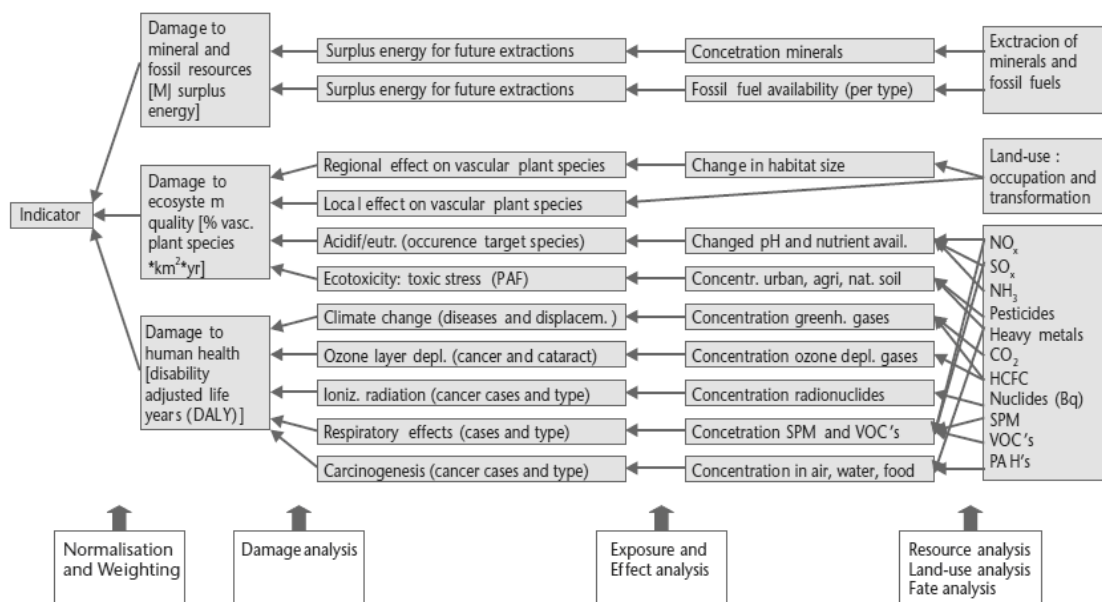 Damage to
mineral and
fossil resources
[MJ surplus
energy]
Surplus energy for future extractions
Concetration minerals
Exctracion of
minerals and
fossil fuels
Surplus energy for future extractions
Fossil fuel availability (per type)
Indicator
Damage to
ecosyste m
quality [% vasc.
plant species
*km²*yr]
Regional effect on vascular plant species
Change in habitat size
Land-use :
occupation and
transformation
Local effect on vascular plant species
Acidif/eutr. (occurence target species)
Changed pH and nutrient avail.
Ecotoxicity: toxic stress (PAF)
Concentr. urban, agri, nat. soil
Damage to
human health
[disability
adjusted life
years (DALY)]
Climate change (diseases and displacem. )
Concentration greenh. gases
Ozone layer depl. (cancer and cataract)
Concentration ozone depl. gases
Ioniz. radiation (cancer cases and type)
Concentration radionuclides
Respiratory effects (cases and type)
Concetration SPM and VOC's
Carcinogenesis (cancer cases and type)
Concentration in air, water, food
NOₓ
SOₓ
NH₃
Pesticides
Heavy metals
CO₂
HCFC
Nuclides (Bq)
SPM
VOC's
PA H's
Normalisation
and Weighting
Damage analysis
Exposure and
Effect analysis
Resource analysis
Land-use analysis
Fate analysis